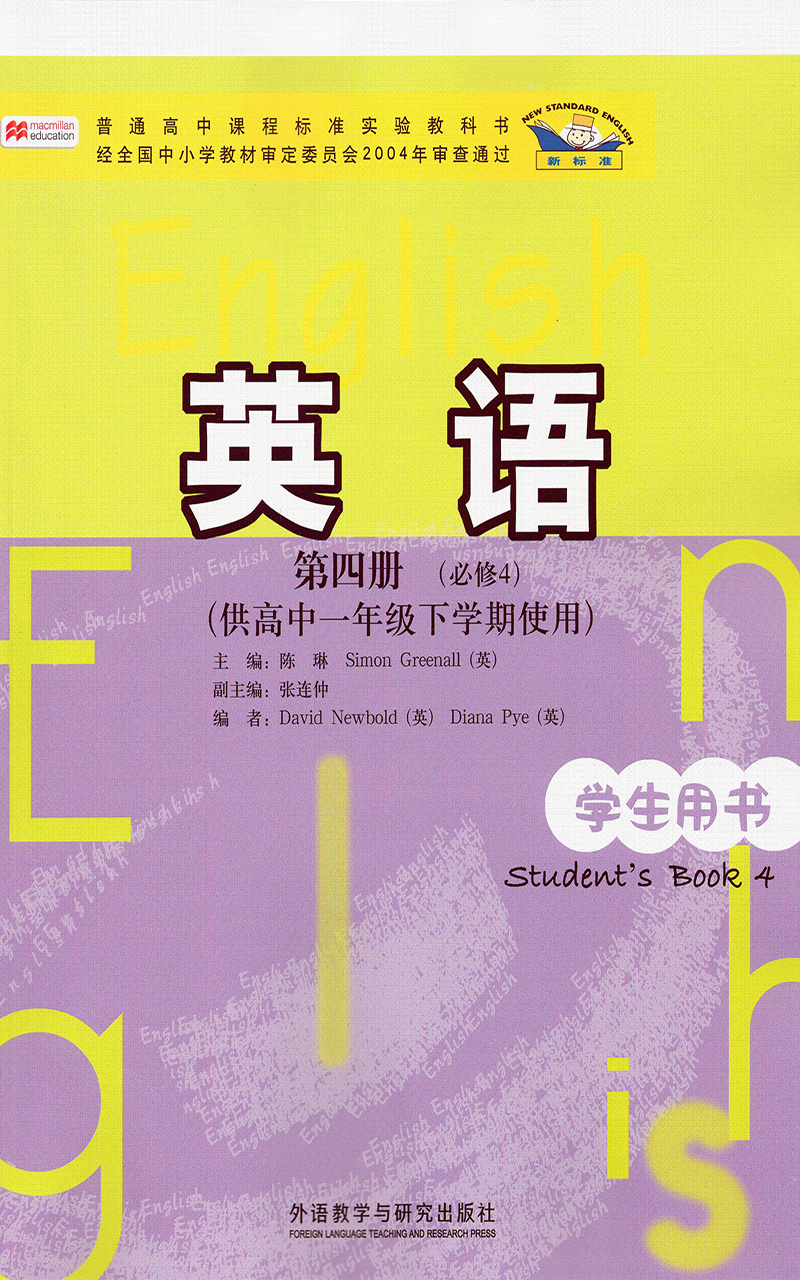 macmillan
education
普通高中课程标准实验教科书
经全国中小学教材审定委员会2004年审查通过
NEW STANDARD ENGLISH
新标准
English
英语
第四册 (必修4)
(供高中一年级下学期使用)
主 编: 陈 琳 Simon Greenall (英)
副主编: 张连仲
编 者: David Newbold (英) Diana Pye (英)
学生用书
Student's Book 4
E n g l i s h
外语教学与研究出版社
FOREIGN LANGUAGE TEACHING AND RESEARCH PRESS